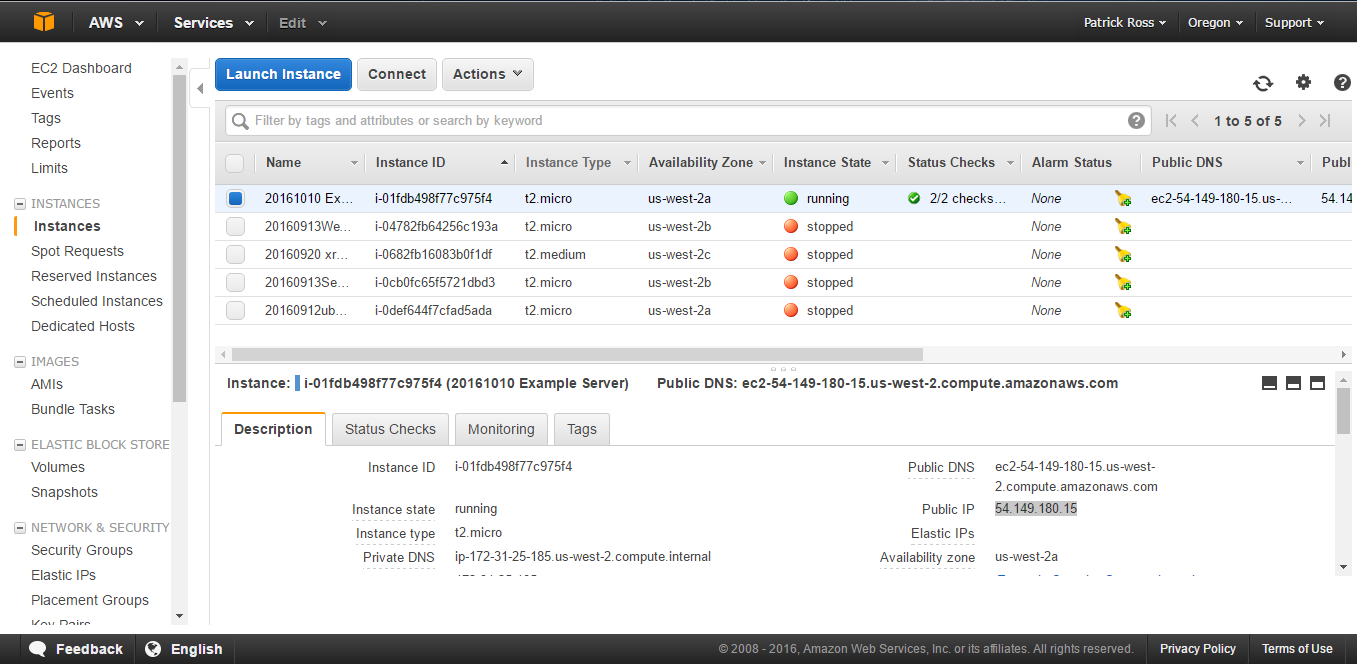 AWS Services Edit Patrick Ross Oregon Support
EC2 Dashboard
Events
Tags
Reports
Limits
INSTANCES
Instances
Spot Requests
Reserved Instances
Scheduled Instances
Dedicated Hosts
IMAGES
AMIs
Bundle Tasks
ELASTIC BLOCK STORE
Volumes
Snapshots
NETWORK & SECURITY
Security Groups
Elastic IPs
Placement Groups
Key Pairs
Launch Instance Connect Actions
Filter by tags and attributes or search by keyword
1 to 5 of 5
Name Instance ID Instance Type Availability Zone Instance State Status Checks Alarm Status Public DNS Publ
20161010 Ex... i-01fdb498f77c975f4 t2.micro us-west-2a running 2/2 checks... None ec2-54-149-180-15.us-... 54.14
20160913We... i-04782fb64256c193a t2.micro us-west-2b stopped None
20160920 xr... i-0682fb16083b0f1df t2.medium us-west-2c stopped None
20160913Se... i-0cb0fc65f5721dbd3 t2.micro us-west-2b stopped None
20160912ub... i-0def644f7cfad5ada t2.micro us-west-2a stopped None
Instance: i-01fdb498f77c975f4 (20161010 Example Server) Public DNS: ec2-54-149-180-15.us-west-2.compute.amazonaws.com
Description Status Checks Monitoring Tags
Instance ID i-01fdb498f77c975f4
Instance state running
Instance type t2.micro
Private DNS ip-172-31-25-185.us-west-2.compute.internal
Public DNS ec2-54-149-180-15.us-west-
2.compute.amazonaws.com
Public IP 54.149.180.15
Elastic IPs
Availability zone us-west-2a
Feedback English © 2008 - 2016, Amazon Web Services, Inc. or its affiliates. All rights reserved. Privacy Policy Terms of Use